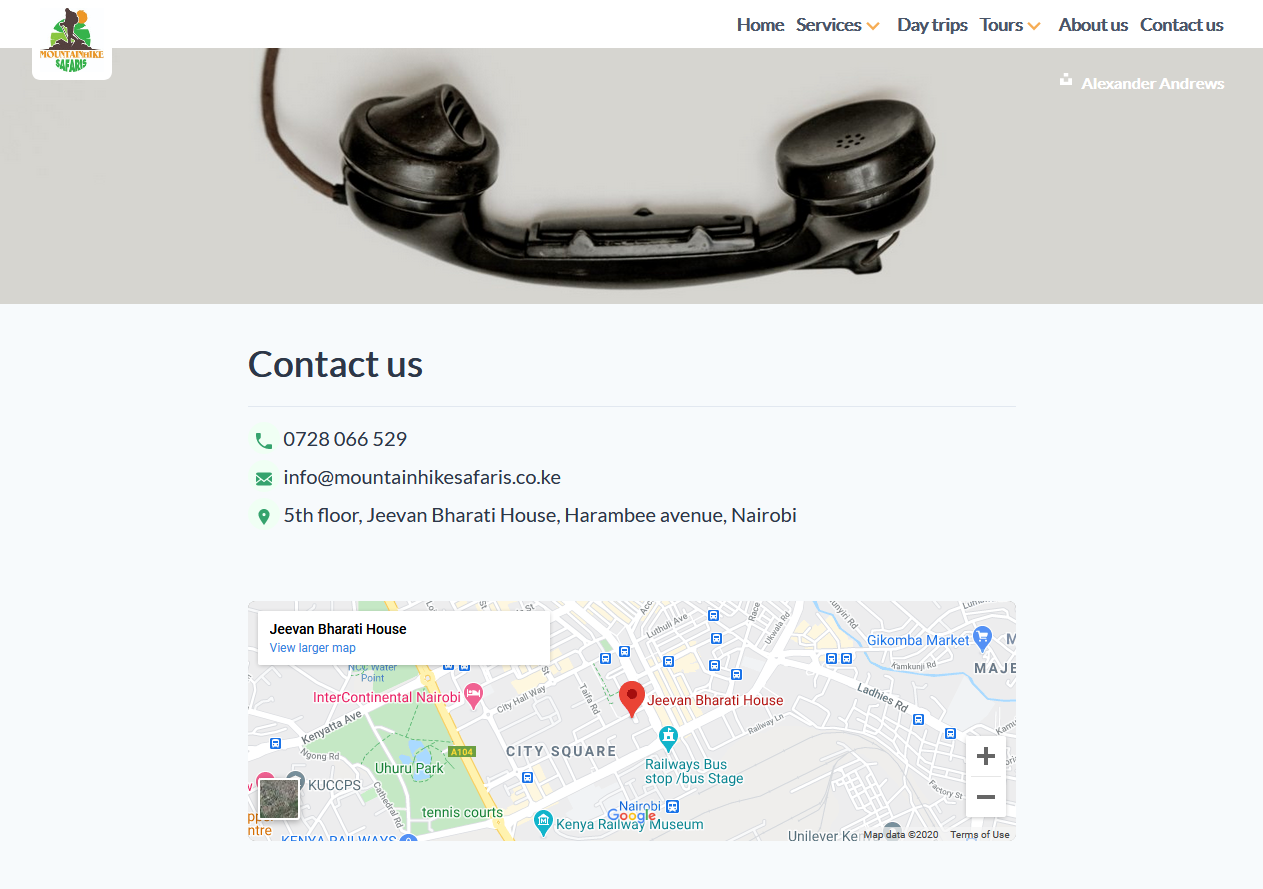 MOUNTAINHIKE
SAFARIS
Home Services Day trips Tours About us Contact us
Alexander Andrews
Contact us
0728 066 529
info@mountainhikesafaris.co.ke
5th floor, Jeevan Bharati House, Harambee avenue, Nairobi
Jeevan Bharati House
View larger map
Luthuli Ave
Race
Ukwala Rd
Gikomba Market
Kamkunji Rd
MAJE
NCC Water
Point
InterContinental Nairobi
City Hall Way
Taifa Rd
Jeevan Bharati House
Ladhies Rd
Kenyatta Ave
Ngong Rd
A104
CITY SQUARE
Railway Ln
Uhuru Park
Railways Bus
stop /bus Stage
KUCCPS
Cathedral Rd
Factory St
tennis courts
Nairobi
Google
Kenya Railway Museum
KENYA RAILWAYS
Unilever Ke
Map data ©2020 Terms of Use